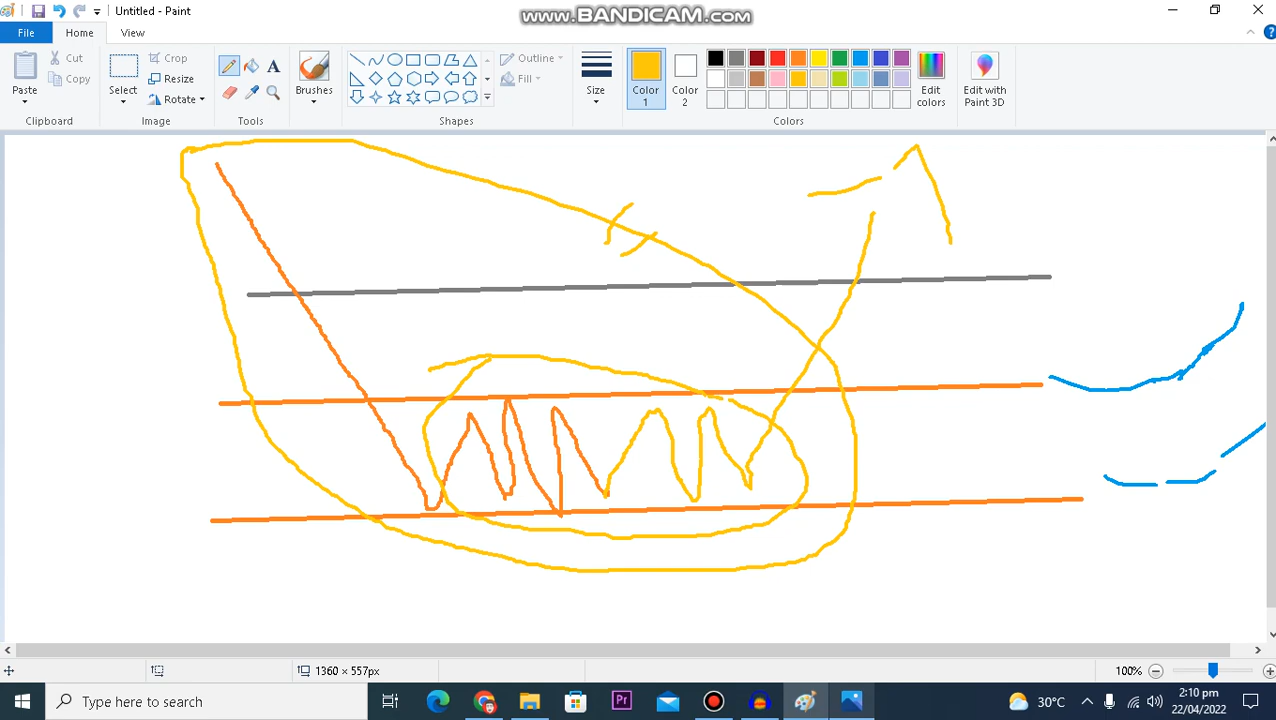 Untitled - Paint
www.BANDICAM.com
File
Home
View
Paste
Cut
Copy
Clipboard
Select
Crop
Resize
Rotate
Image
A
Tools
Brushes
Shapes
Outline
Fill
Size
Color
1
Color
2
Colors
Edit
colors
Edit with
Paint 3D
1360 × 557px
100%
Type here to search
Pr
30°C
2:10 pm
22/04/2022